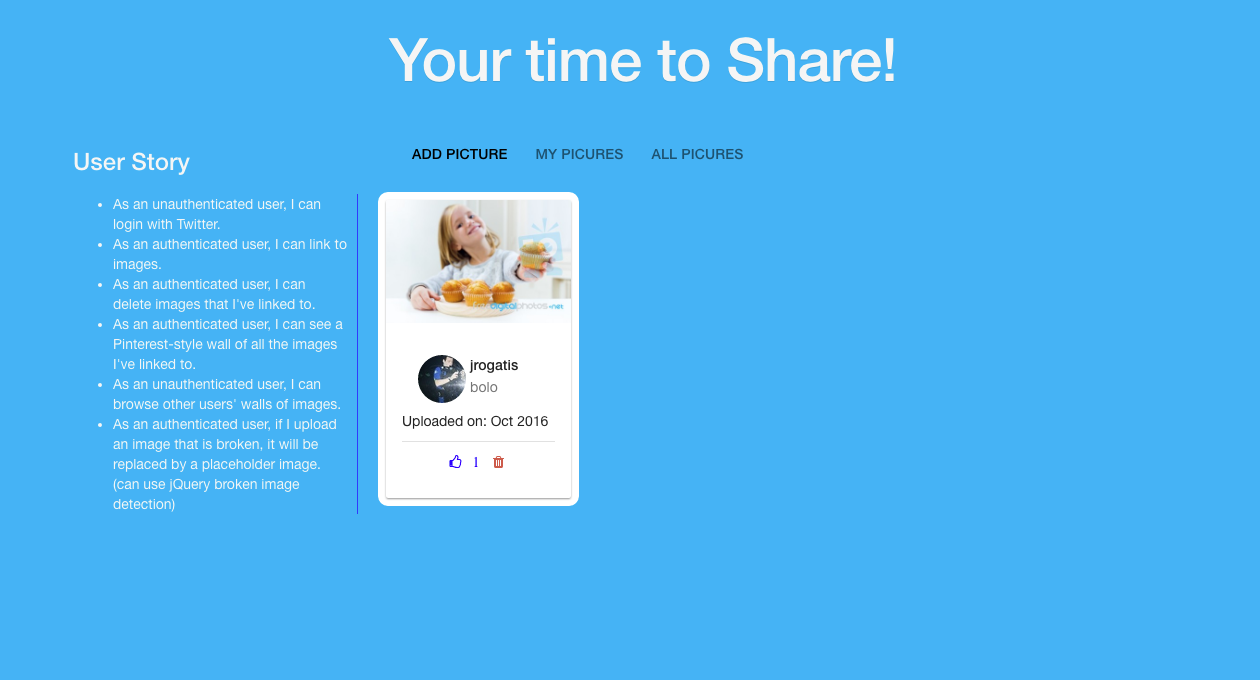 Your time to Share!
User Story
ADD PICTURE MY PICURES ALL PICURES
As an unauthenticated user, I can
login with Twitter.
As an authenticated user, I can link to
images.
As an authenticated user, I can
delete images that I've linked to.
As an authenticated user, I can see a
Pinterest-style wall of all the images
I've linked to.
As an unauthenticated user, I can
browse other users' walls of images.
As an authenticated user, if I upload
an image that is broken, it will be
replaced by a placeholder image.
(can use jQuery broken image
detection)
digitalphotos.net
jrogatis
bolo
Uploaded on: Oct 2016
1